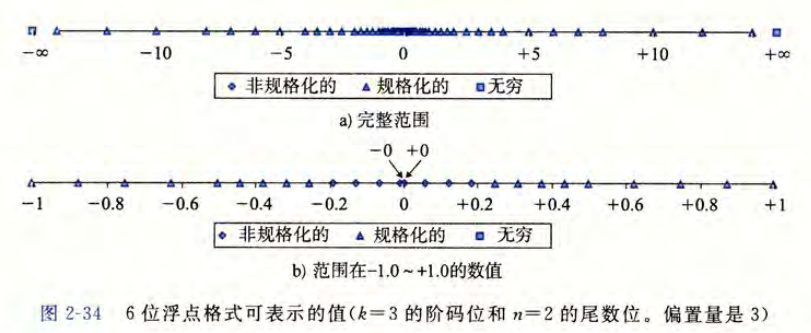 −∞ −10 −5 0 +5 +10 +∞
非规格化的 规格化的 无穷
a) 完整范围
−0 +0
−1 −0.8 −0.6 −0.4 −0.2 0 +0.2 +0.4 +0.6 +0.8 +1
非规格化的 规格化的 无穷
b) 范围在−1.0～+1.0的数值
图 2-34 6 位浮点格式可表示的值(k=3 的阶码位和 n=2 的尾数位。偏置量是 3)